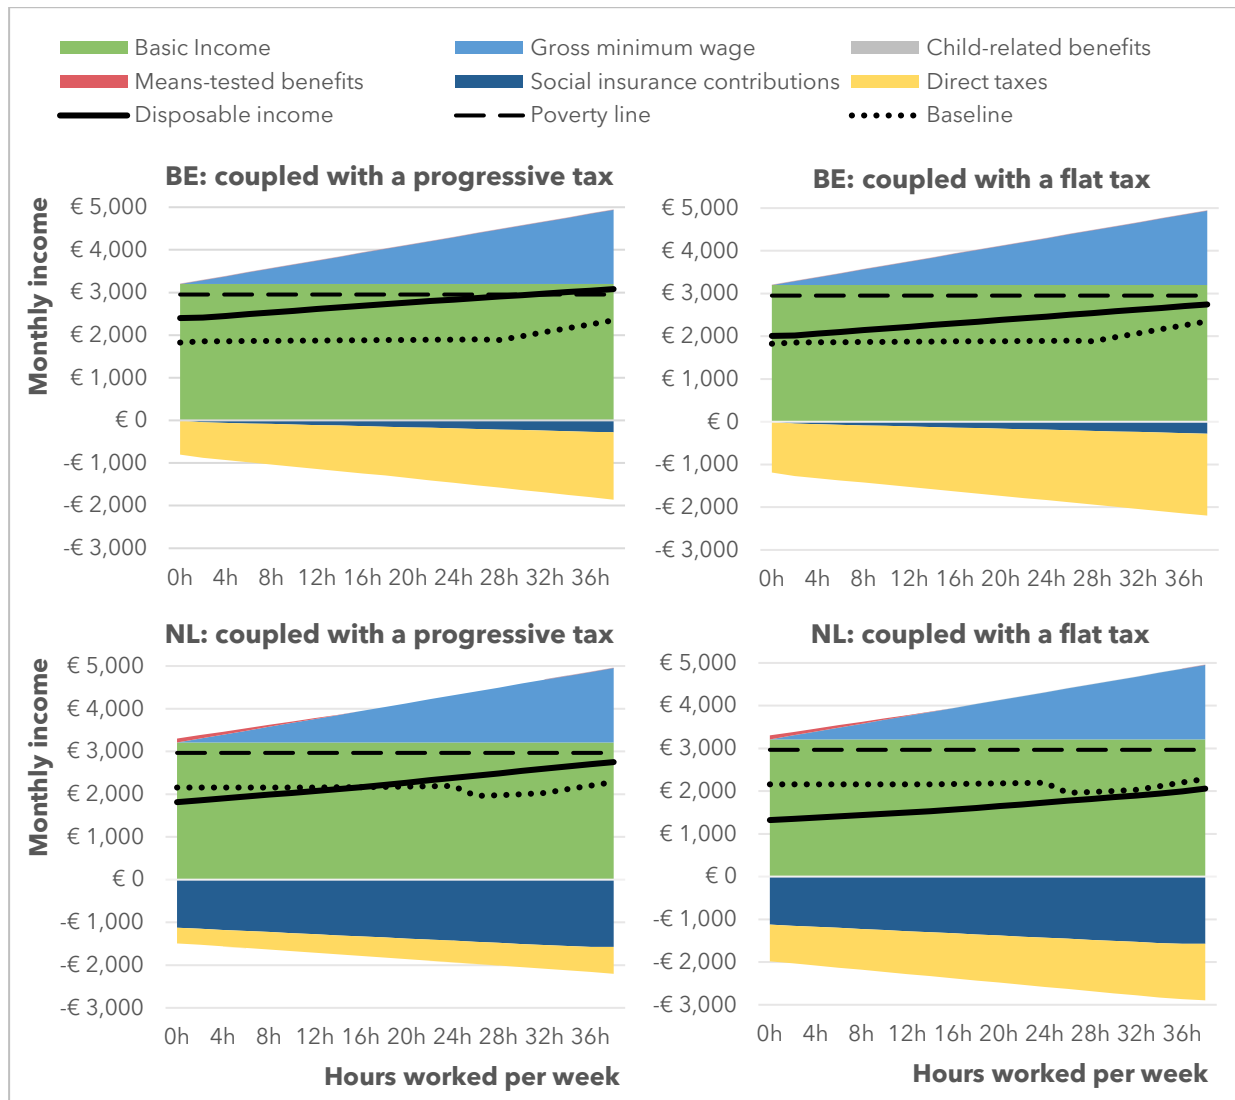 Basic Income
Gross minimum wage
Child-related benefits
Means-tested benefits
Social insurance contributions
Direct taxes
Disposable income
Poverty line
Baseline
BE: coupled with a progressive tax
Monthly income
€ 5,000
€ 4,000
€ 3,000
€ 2,000
€ 1,000
€ 0
-€ 1,000
-€ 2,000
-€ 3,000
0h 4h 8h 12h 16h 20h 24h 28h 32h 36h
BE: coupled with a flat tax
€ 5,000
€ 4,000
€ 3,000
€ 2,000
€ 1,000
€ 0
-€ 1,000
-€ 2,000
-€ 3,000
0h 4h 8h 12h 16h 20h 24h 28h 32h 36h
NL: coupled with a progressive tax
Monthly income
€ 5,000
€ 4,000
€ 3,000
€ 2,000
€ 1,000
€ 0
-€ 1,000
-€ 2,000
-€ 3,000
0h 4h 8h 12h 16h 20h 24h 28h 32h 36h
Hours worked per week
NL: coupled with a flat tax
€ 5,000
€ 4,000
€ 3,000
€ 2,000
€ 1,000
€ 0
-€ 1,000
-€ 2,000
-€ 3,000
0h 4h 8h 12h 16h 20h 24h 28h 32h 36h
Hours worked per week